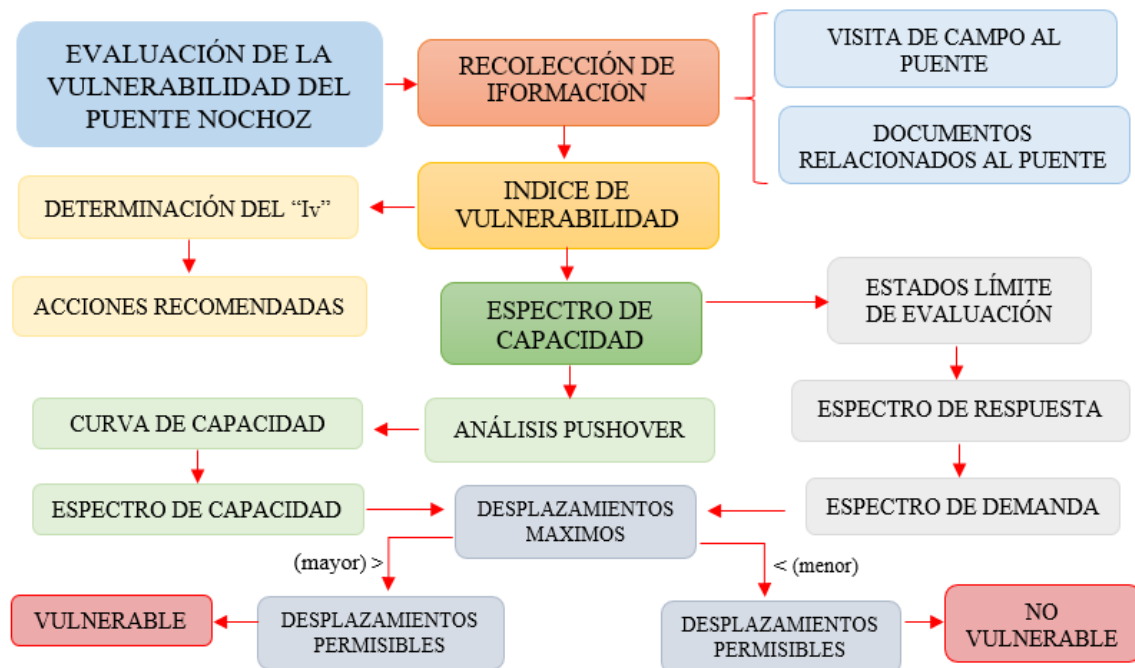 EVALUACIÓN DE LA
VULNERABILIDAD DEL
PUENTE NOCHOZ
RECOLECCIÓN DE
IFORMACIÓN
VISITA DE CAMPO AL
PUENTE
DOCUMENTOS
RELACIONADOS AL PUENTE
INDICE DE
VULNERABILIDAD
DETERMINACIÓN DEL “Iv”
ACCIONES RECOMENDADAS
ESPECTRO DE
CAPACIDAD
ESTADOS LÍMITE
DE EVALUACIÓN
ESPECTRO DE RESPUESTA
ANÁLISIS PUSHOVER
CURVA DE CAPACIDAD
ESPECTRO DE CAPACIDAD
ESPECTRO DE DEMANDA
DESPLAZAMIENTOS
MAXIMOS
(mayor) >
< (menor)
VULNERABLE
DESPLAZAMIENTOS
PERMISIBLES
DESPLAZAMIENTOS
PERMISIBLES
NO
VULNERABLE